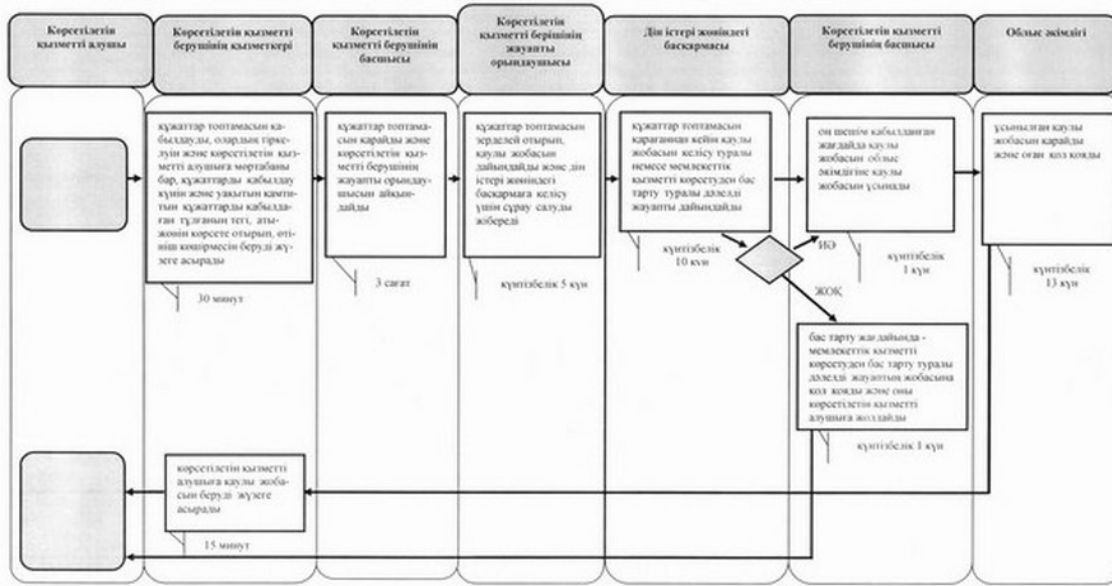 Көрсетілетін
қызметті алушы
Көрсетілетін қызметті
берушінің қызметкері
Көрсетілетін
қызметті берушінің
басшысы
Көрсетілетін
қызметті берішінің
жауапты
орындаушысы
Дін істері жөніндегі
басқармасы
Көрсетілетін қызметті
берушінің басшысы
Облыс әкімдігі
құжаттар топтамасын қа-
былдауды, олардың тірке-
луін және көрсетілетін қыз-
метті алушыға мөртабаны
бар, құжаттарды қабылдау
күнін және уақытын қамти-
тын құжаттарды қабылда-
ған тұлғаның тегі, аты-
жөнін көрсете отырып, өті-
ніш көшірмесін беруді жү-
зеге асырады
30 минут
құжаттар топтама-
сын қарайды және
көрсетілетін қыз-
метті берушінің
жауапты орындау-
шысын айқын-
дайды
3 сағат
құжаттар топтамасын
зерделей отырып,
қаулы жобасын
дайындайды және дін
істері жөніндегі
басқармаға келісу
үшін сұрау салуды
жібереді
күнтізбелік 5 күн
құжаттар топтамасын
қарағаннан кейін қаулы
жобасын келісу туралы
немесе мемлекеттік
қызметті көрсетуден бас
тарту туралы дәлелді
жауапты дайындайды
күнтізбелік
10 күн
оң шешім қабылданған
жағдайда қаулы
жобасын облыс
әкімдігіне қаулы
жобасын ұсынады
ИӘ
күнтізбелік
1 күн
ұсынылған қаулы
жобасын қарайды
және оған қол қояды
күнтізбелік
13 күн
ЖОҚ
бас тарту жағдайында -
мемлекеттік қызметті
көрсетуден бас тарту туралы
дәлелді жауаптың жобасына
қол қояды және оны
көрсетілетін қызметті
алушыға жолдайды
күнтізбелік 1 күн
көрсетілетін қызметті
алушыға қаулы жоба-
сын беруді жүзеге
асырады
15 минут